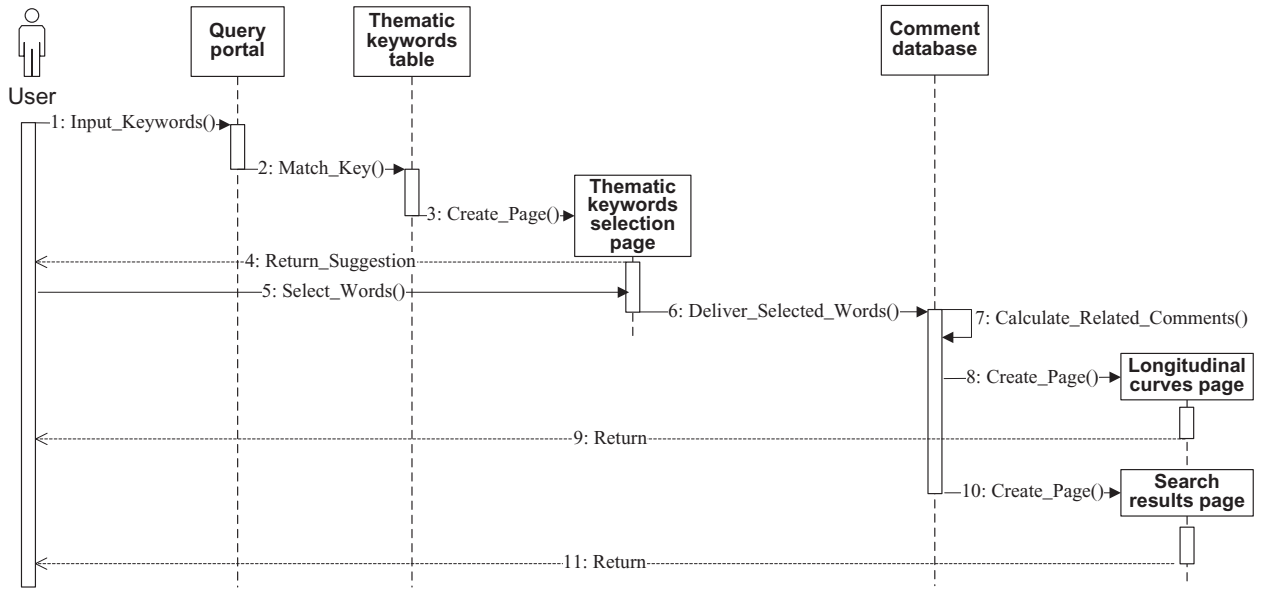 User
Query
portal
Thematic
keywords
table
Comment
database
1: Input_Keywords()
2: Match_Key()
3: Create_Page()
Thematic
keywords
selection
page
4: Return_Suggestion
5: Select_Words()
6: Deliver_Selected_Words()
7: Calculate_Related_Comments()
8: Create_Page()
Longitudinal
curves page
9: Return
10: Create_Page()
Search
results page
11: Return